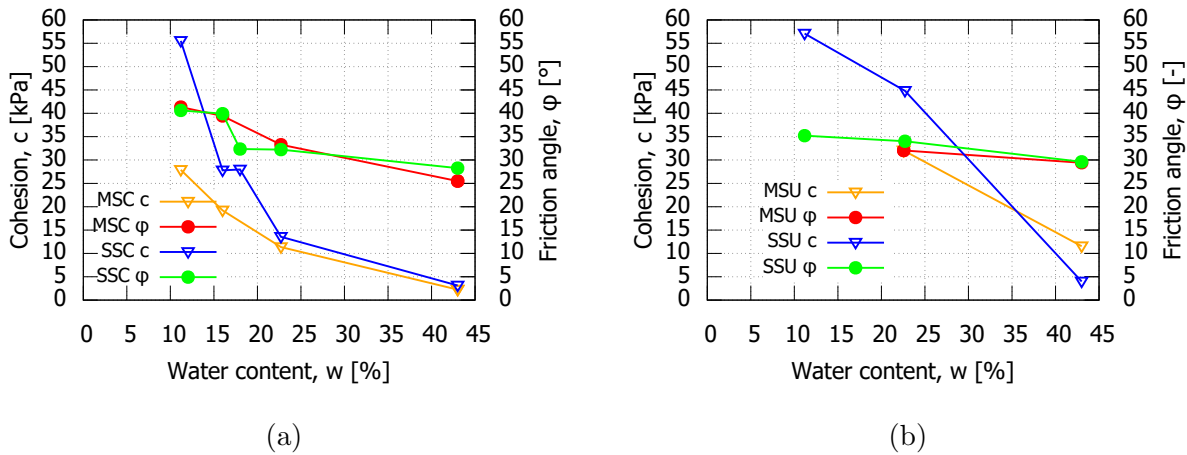 60
55
50
45
40
35
30
25
20
15
10
5
0
Cohesion, c [kPa]
MSC c
MSC φ
SSC c
SSC φ
60
55
50
45
40
35
30
25
20
15
10
5
0
Friction angle, φ [°]
0 5 10 15 20 25 30 35 40 45
Water content, w [%]
(a)
60
55
50
45
40
35
30
25
20
15
10
5
0
Cohesion, c [kPa]
MSU c
MSU φ
SSU c
SSU φ
60
55
50
45
40
35
30
25
20
15
10
5
0
Friction angle, φ [-]
0 5 10 15 20 25 30 35 40 45
Water content, w [%]
(b)